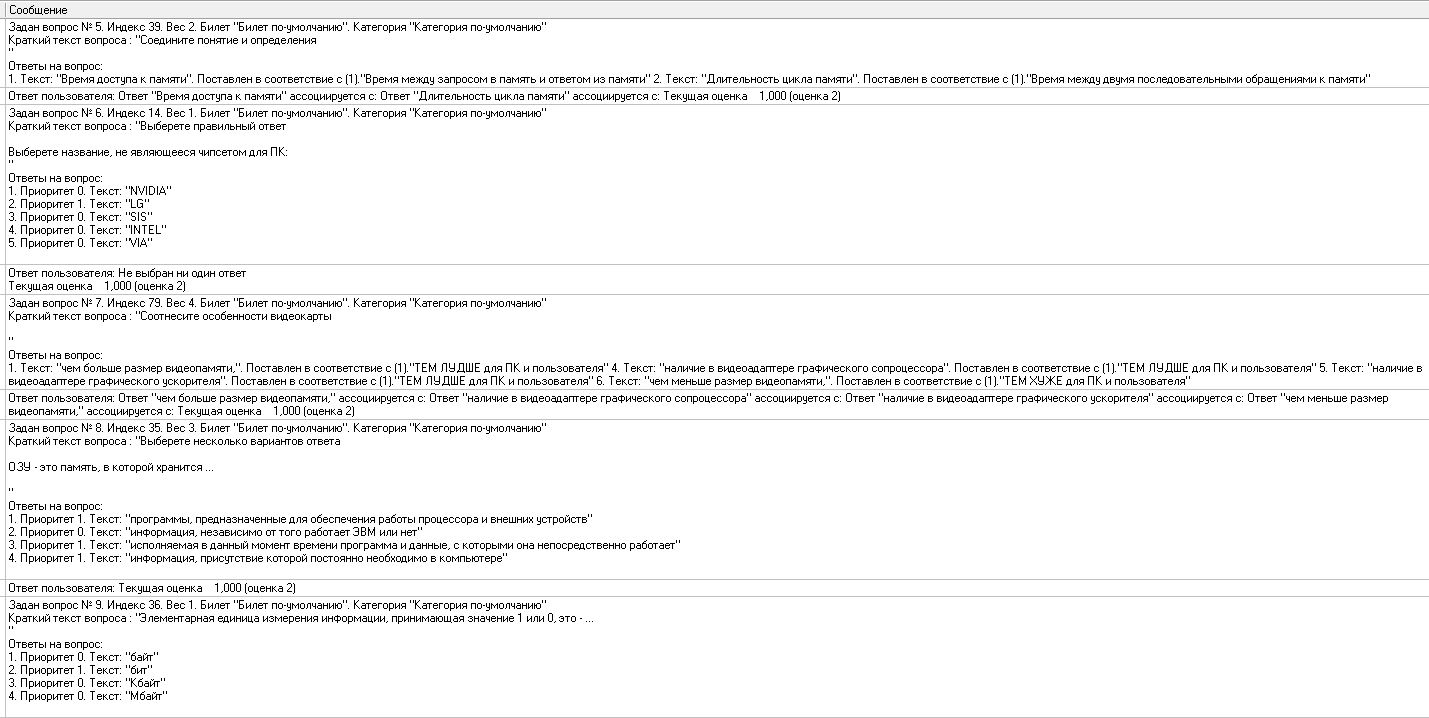 Сообщение
Задан вопрос № 5. Индекс 39. Вес 2. Билет "Билет по-умолчанию". Категория "Категория по-умолчанию"
Краткий текст вопроса : "Соедините понятие и определения
"
Ответы на вопрос:
1. Текст: "Время доступа к памяти". Поставлен в соответствие с (1)."Время между запросом в память и ответом из памяти" 2. Текст: "Длительность цикла памяти". Поставлен в соответствие с (1)."Время между двумя последовательными обращениями к памяти"
Ответ пользователя: Ответ "Время доступа к памяти" ассоциируется с: Ответ "Длительность цикла памяти" ассоциируется с: Текущая оценка 1,000 (оценка 2)
Задан вопрос № 6. Индекс 14. Вес 1. Билет "Билет по-умолчанию". Категория "Категория по-умолчанию"
Краткий текст вопроса : "Выберете правильный ответ
Выберете название, не являющееся чипсетом для ПК:
"
Ответы на вопрос:
1. Приоритет 0. Текст: "NVIDIA"
2. Приоритет 1. Текст: "LG"
3. Приоритет 0. Текст: "SIS"
4. Приоритет 0. Текст: "INTEL"
5. Приоритет 0. Текст: "VIA"
Ответ пользователя: Не выбран ни один ответ
Текущая оценка 1,000 (оценка 2)
Задан вопрос № 7. Индекс 79. Вес 4. Билет "Билет по-умолчанию". Категория "Категория по-умолчанию"
Краткий текст вопроса : "Соотнесите особенности видеокарты
"
Ответы на вопрос:
1. Текст: "чем больше размер видеопамяти,". Поставлен в соответствие с (1)."ТЕМ ЛУДШЕ для ПК и пользователя" 4. Текст: "наличие в видеоадаптере графического сопроцессора". Поставлен в соответствие с (1)."ТЕМ ЛУДШЕ для ПК и пользователя" 5. Текст: "наличие в
видеоадаптере графического ускорителя". Поставлен в соответствие с (1)."ТЕМ ЛУДШЕ для ПК и пользователя" 6. Текст: "чем меньше размер видеопамяти,". Поставлен в соответствие с (1)."ТЕМ ХУЖЕ для ПК и пользователя"
Ответ пользователя: Ответ "чем больше размер видеопамяти," ассоциируется с: Ответ "наличие в видеоадаптере графического сопроцессора" ассоциируется с: Ответ "наличие в видеоадаптере графического ускорителя" ассоциируется с: Ответ "чем меньше размер
видеопамяти," ассоциируется с: Текущая оценка 1,000 (оценка 2)
Задан вопрос № 8. Индекс 35. Вес 3. Билет "Билет по-умолчанию". Категория "Категория по-умолчанию"
Краткий текст вопроса : "Выберете несколько вариантов ответа
ОЗУ - это память, в которой хранится ...
"
Ответы на вопрос:
1. Приоритет 1. Текст: "программы, предназначенные для обеспечения работы процессора и внешних устройств"
2. Приоритет 0. Текст: "информация, независимо от того работает ЭВМ или нет"
3. Приоритет 1. Текст: "исполняемая в данный момент времени программа и данные, с которыми она непосредственно работает"
4. Приоритет 1. Текст: "информация, присутствие которой постоянно необходимо в компьютере"
Ответ пользователя: Текущая оценка 1,000 (оценка 2)
Задан вопрос № 9. Индекс 36. Вес 1. Билет "Билет по-умолчанию". Категория "Категория по-умолчанию"
Краткий текст вопроса : "Элементарная единица измерения информации, принимающая значение 1 или 0, это - ...
"
Ответы на вопрос:
1. Приоритет 0. Текст: "байт"
2. Приоритет 1. Текст: "бит"
3. Приоритет 0. Текст: "Кбайт"
4. Приоритет 0. Текст: "Мбайт"